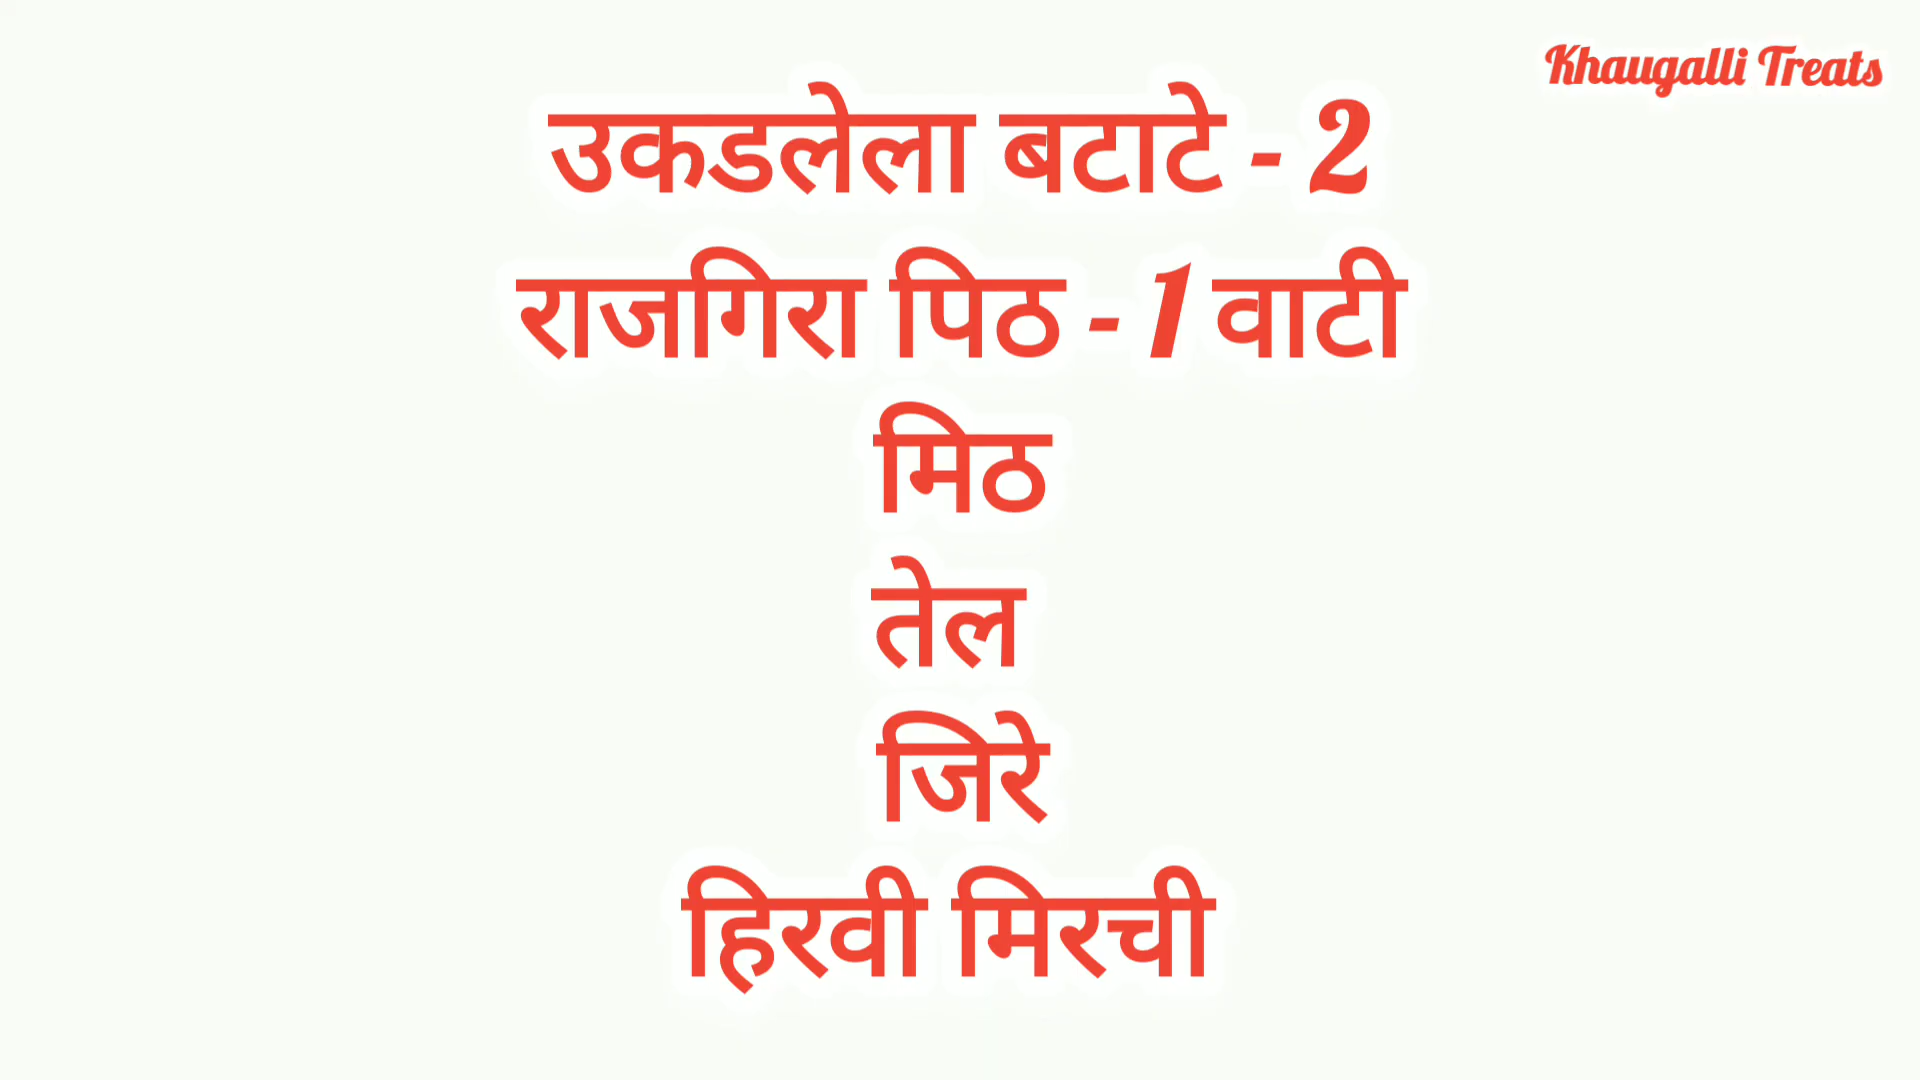 Khaugalli Treats
उकडलेला बटाटे - 2
राजगिरा पिठ - 1 वाटी
मिठ
तेल
जिरे
हिरवी मिरची